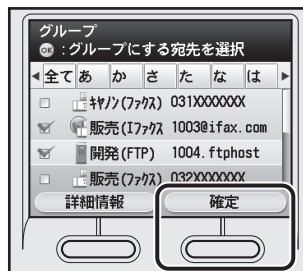 グループ
OK :グループにする宛先を選択
全て あ か さ た な は
キヤノン(ファクス) 031XXXXXXX
販売(Iファクス 1003@ifax.com
開発(FTP) 1004.ftphost
販売(ファクス) 032XXXXXXX
詳細情報 確定